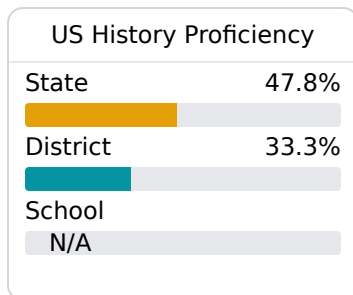 US History Proficiency
State 47.8%
District 33.3%
School
N/A